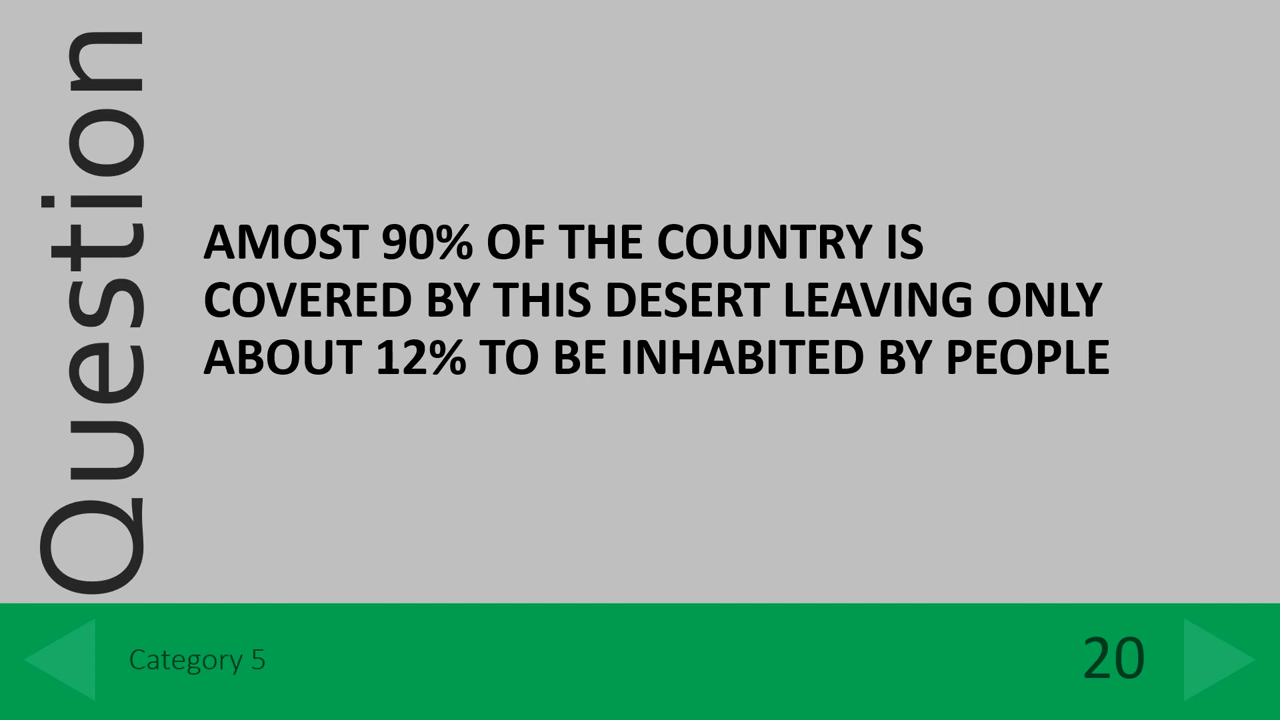 Question
AMOST 90% OF THE COUNTRY IS
COVERED BY THIS DESERT LEAVING ONLY
ABOUT 12% TO BE INHABITED BY PEOPLE
Category 5
20